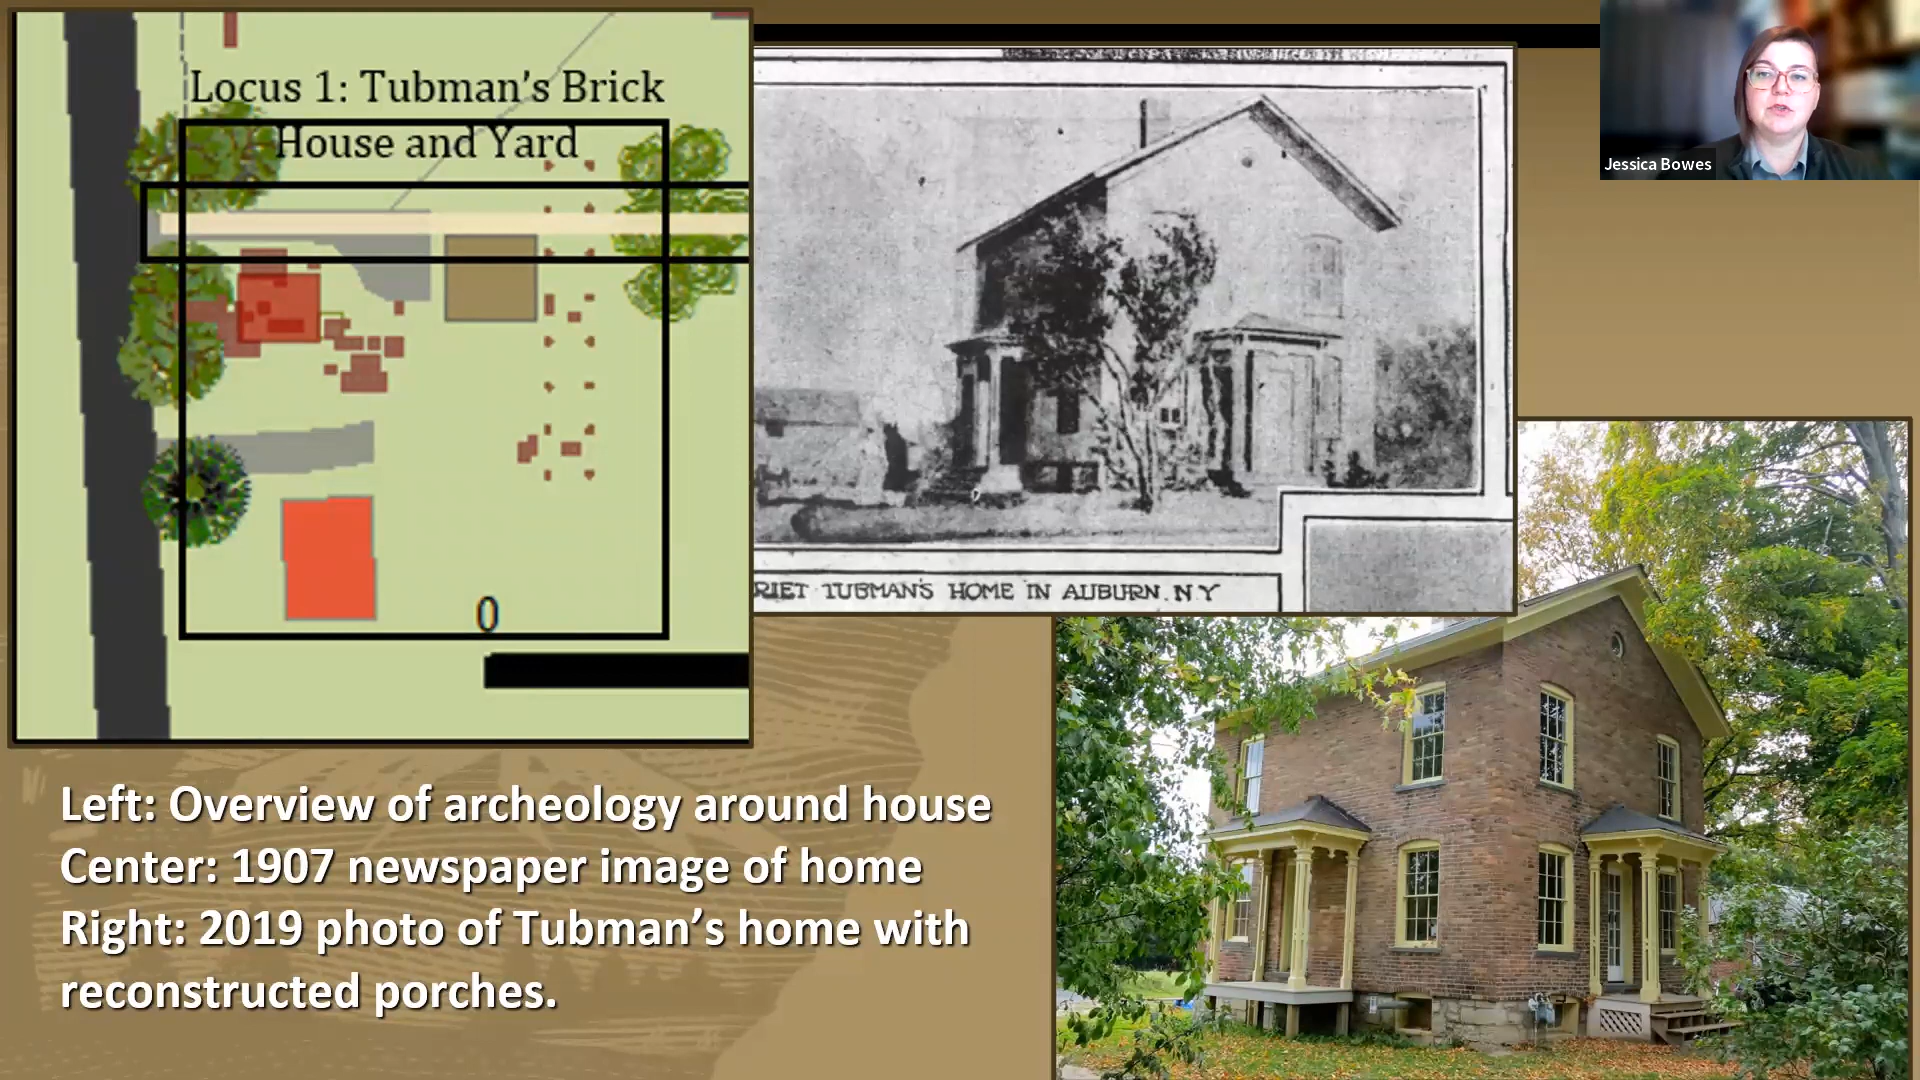 Locus 1: Tubman's Brick
House and Yard
0
RIET TUBMAN'S HOME IN AUBURN. N Y
Jessica Bowes
Left: Overview of archeology around house
Center: 1907 newspaper image of home
Right: 2019 photo of Tubman's home with
reconstructed porches.